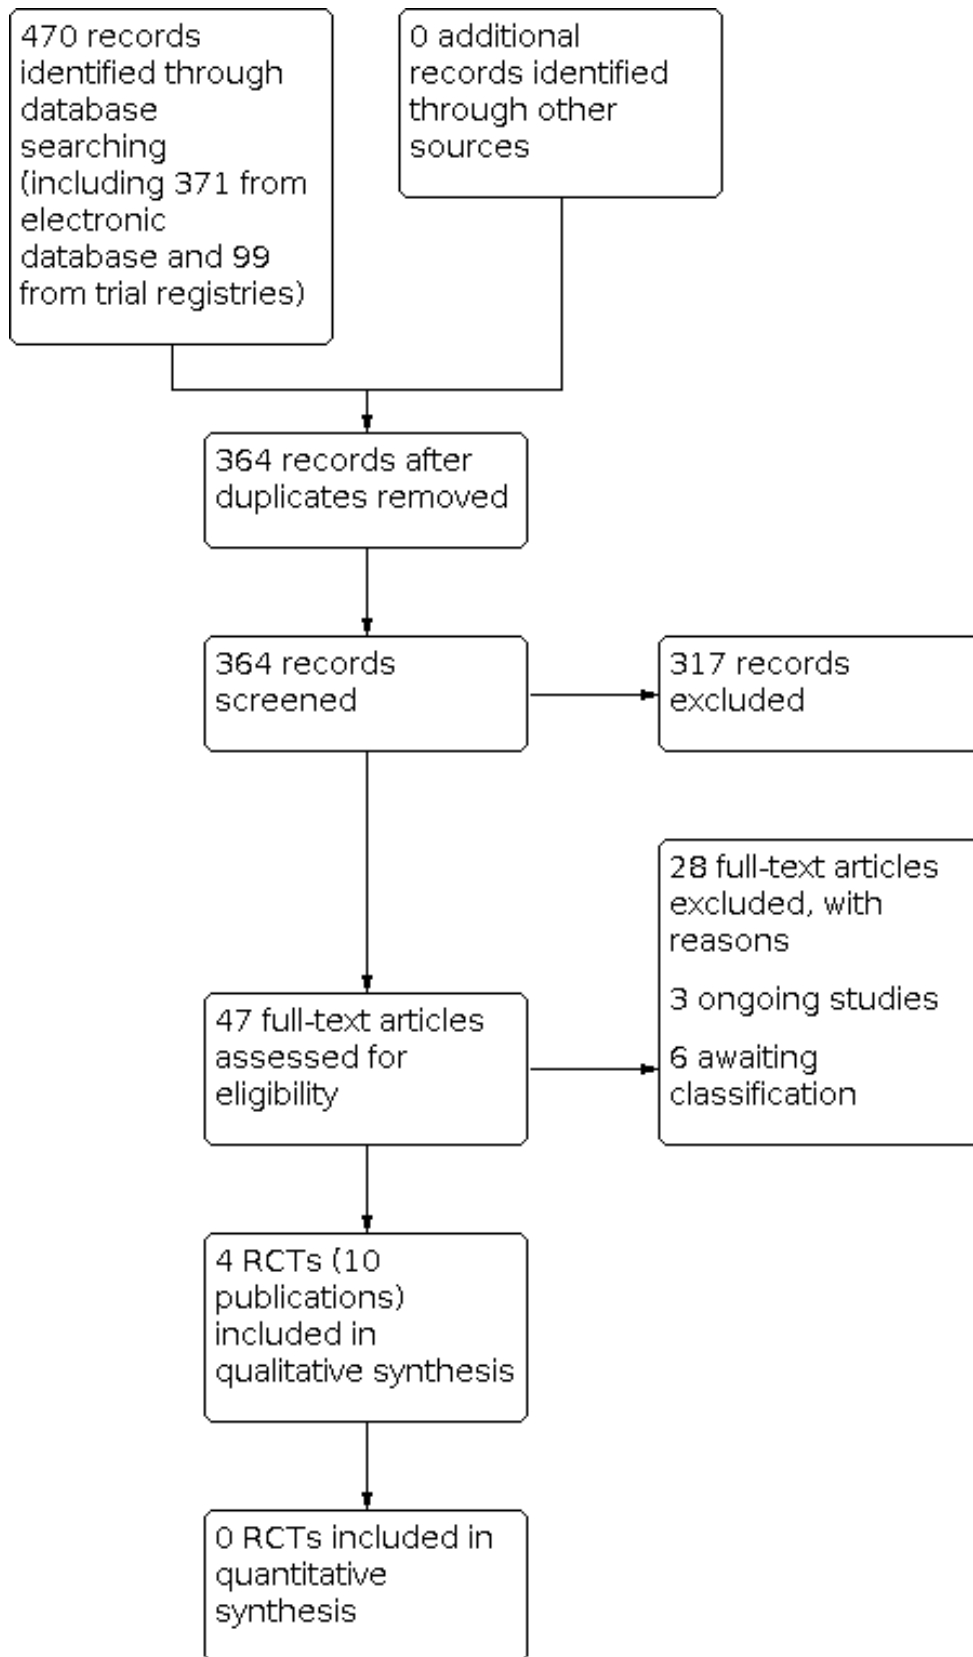 470 records
identified through
database
searching
(including 371 from
electronic
database and 99
from trial registries)
0 additional
records identified
through other
sources
364 records after
duplicates removed
364 records
screened
317 records
excluded
28 full-text articles
excluded, with
reasons
3 ongoing studies
6 awaiting
classification
47 full-text articles
assessed for
eligibility
4 RCTs (10
publications)
included in
qualitative synthesis
0 RCTs included in
quantitative
synthesis